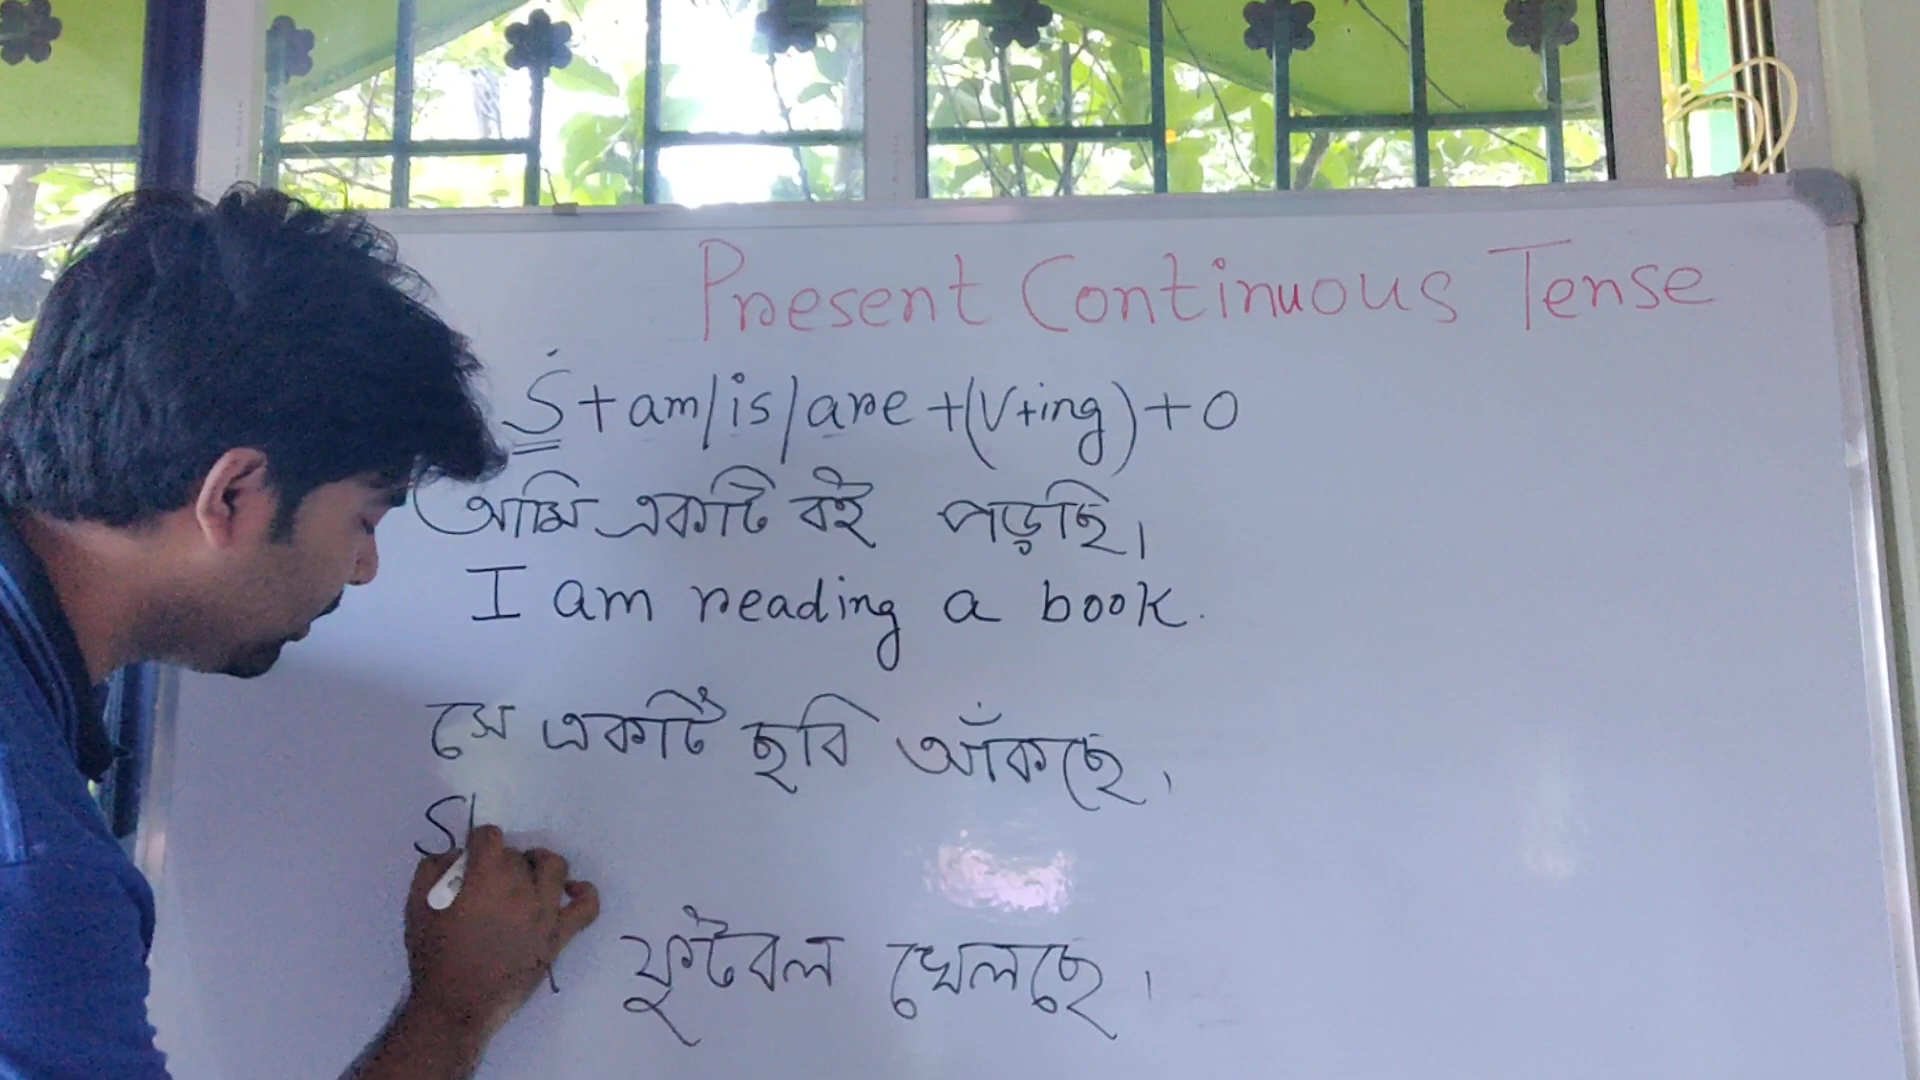 Present Continuous Tense
S + am/is/are + (V+ing) + O
আমি একটি বই পড়ছি।
I am reading a book.
সে একটি ছবি আঁকছে।
ফুটবল খেলছে।